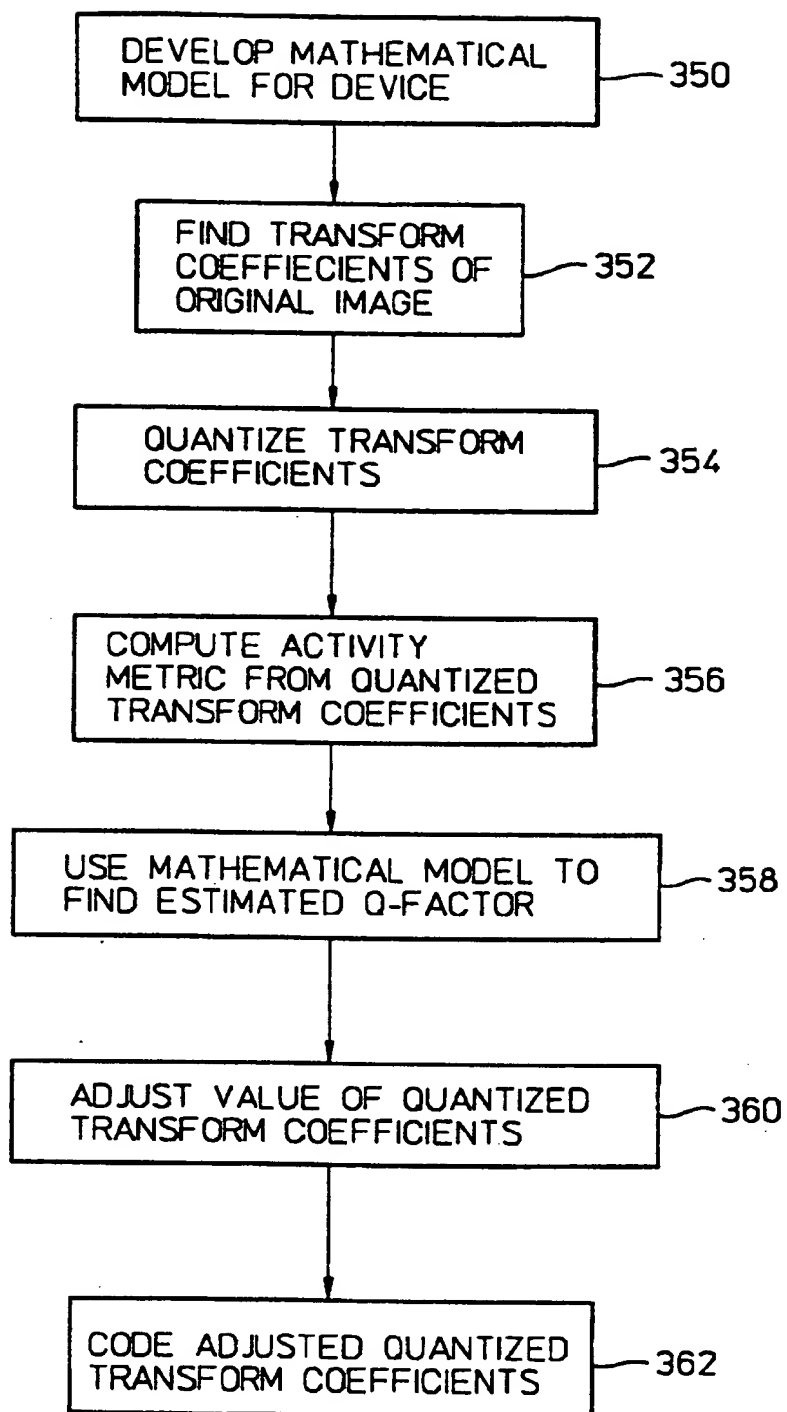 DEVELOP MATHEMATICAL
MODEL FOR DEVICE
350
FIND TRANSFORM
COEFFIECIENTS OF
ORIGINAL IMAGE
352
QUANTIZE TRANSFORM
COEFFICIENTS
354
COMPUTE ACTIVITY
METRIC FROM QUANTIZED
TRANSFORM COEFFICIENTS
356
USE MATHEMATICAL MODEL TO
FIND ESTIMATED Q-FACTOR
358
ADJUST VALUE OF QUANTIZED
TRANSFORM COEFFICIENTS
360
CODE ADJUSTED QUANTIZED
TRANSFORM COEFFICIENTS
362